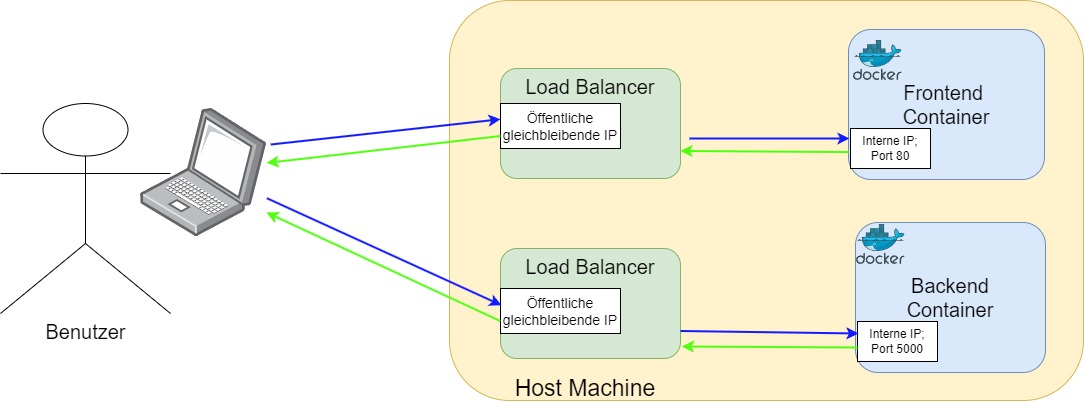 Benutzer
Load Balancer
Öffentliche
gleichbleibende IP
docker
Frontend
Container
Interne IP;
Port 80
Load Balancer
Öffentliche
gleichbleibende IP
docker
Backend
Container
Interne IP;
Port 5000
Host Machine